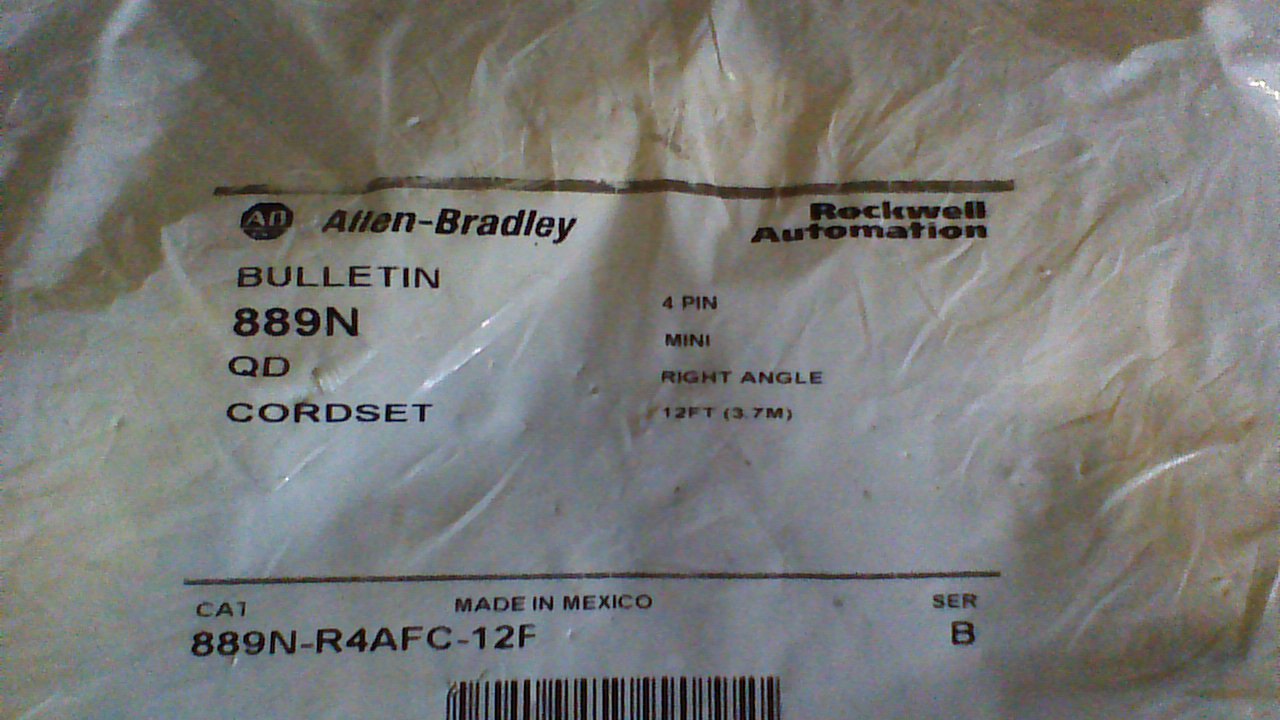 AB Allen-Bradley
Rockwell
Automation
BULLETIN
889N
QD
CORDSET
4 PIN
MINI
RIGHT ANGLE
12FT (3.7M)
CAT
MADE IN MEXICO
SER
889N-R4AFC-12F
B